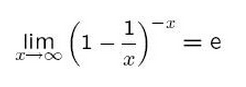 lim_{x→∞} (1 − 1/x)^{−x} = e